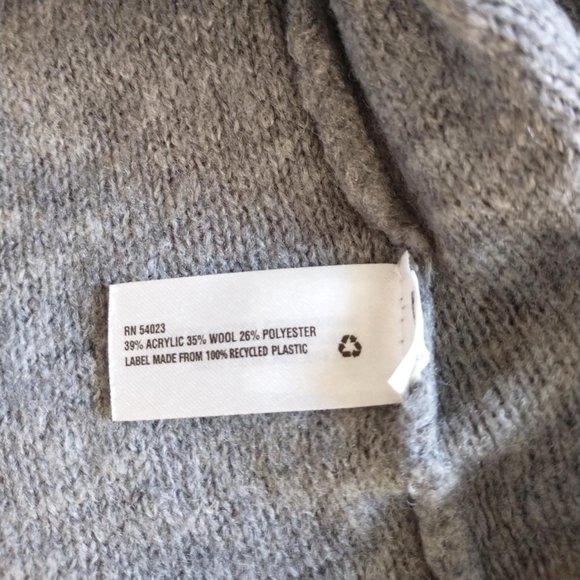 RN 54023
39% ACRYLIC 35% WOOL 26% POLYESTER
LABEL MADE FROM 100% RECYCLED PLASTIC